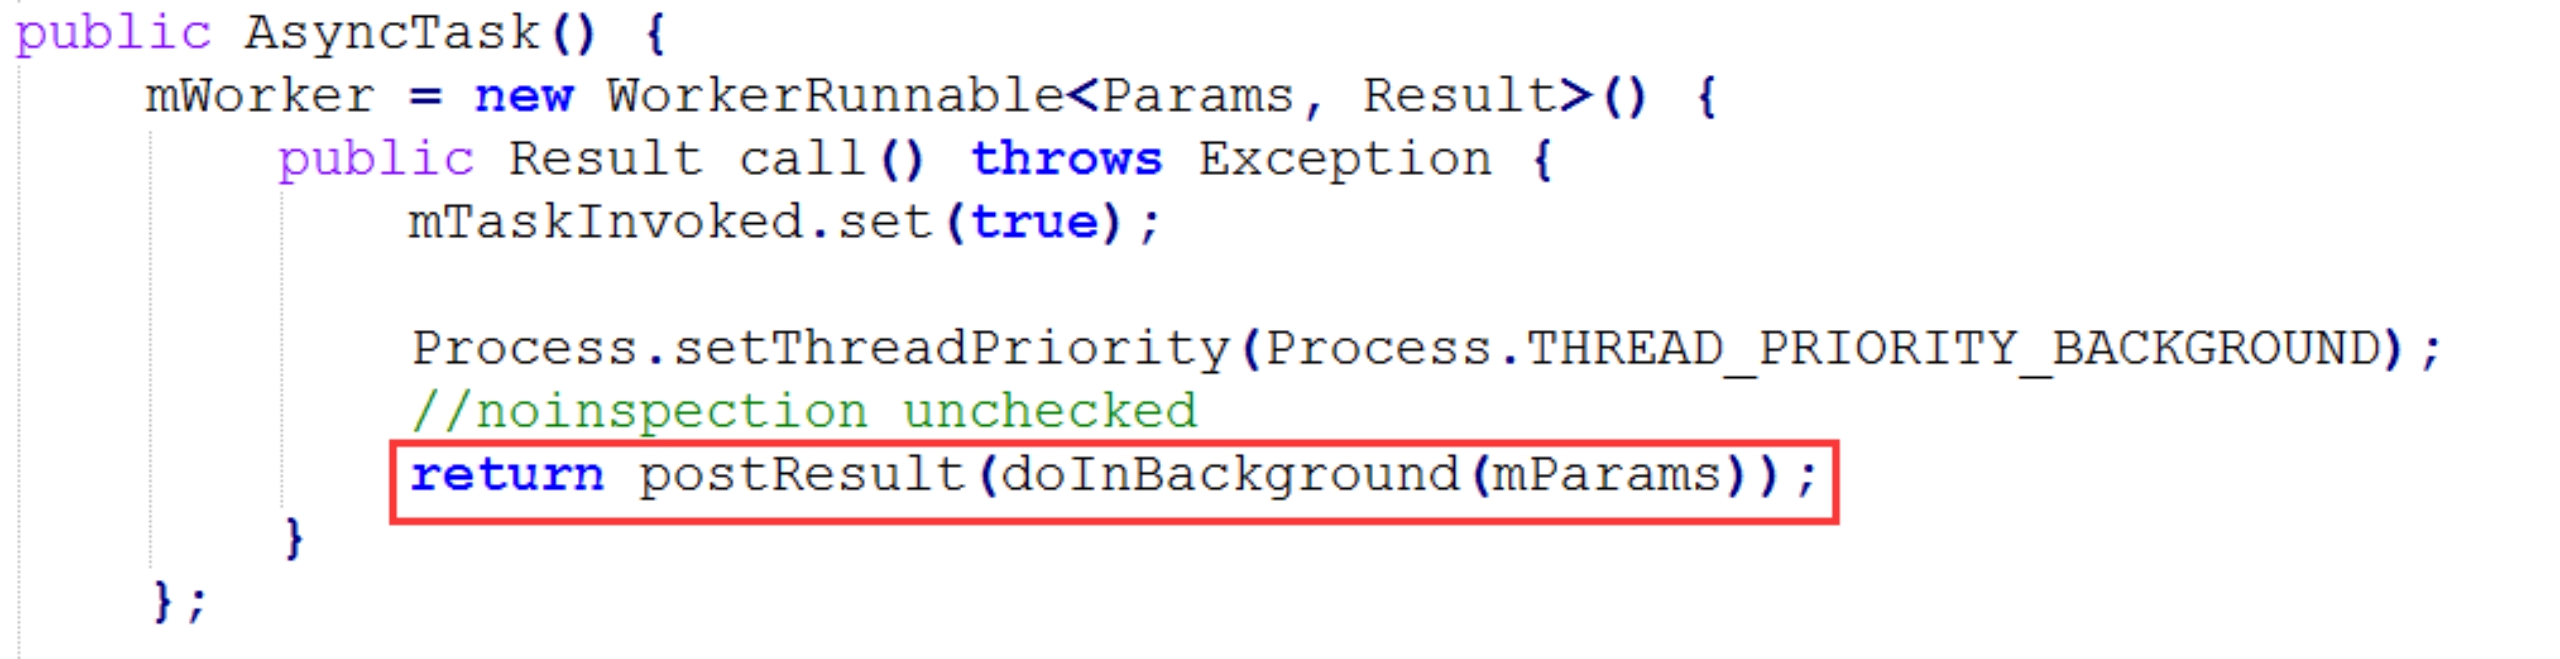 public AsyncTask() {
mWorker = new WorkerRunnable<Params, Result>() {
public Result call() throws Exception {
mTaskInvoked.set(true);
Process.setThreadPriority(Process.THREAD_PRIORITY_BACKGROUND);
//noinspection unchecked
return postResult(doInBackground(mParams));
}
};